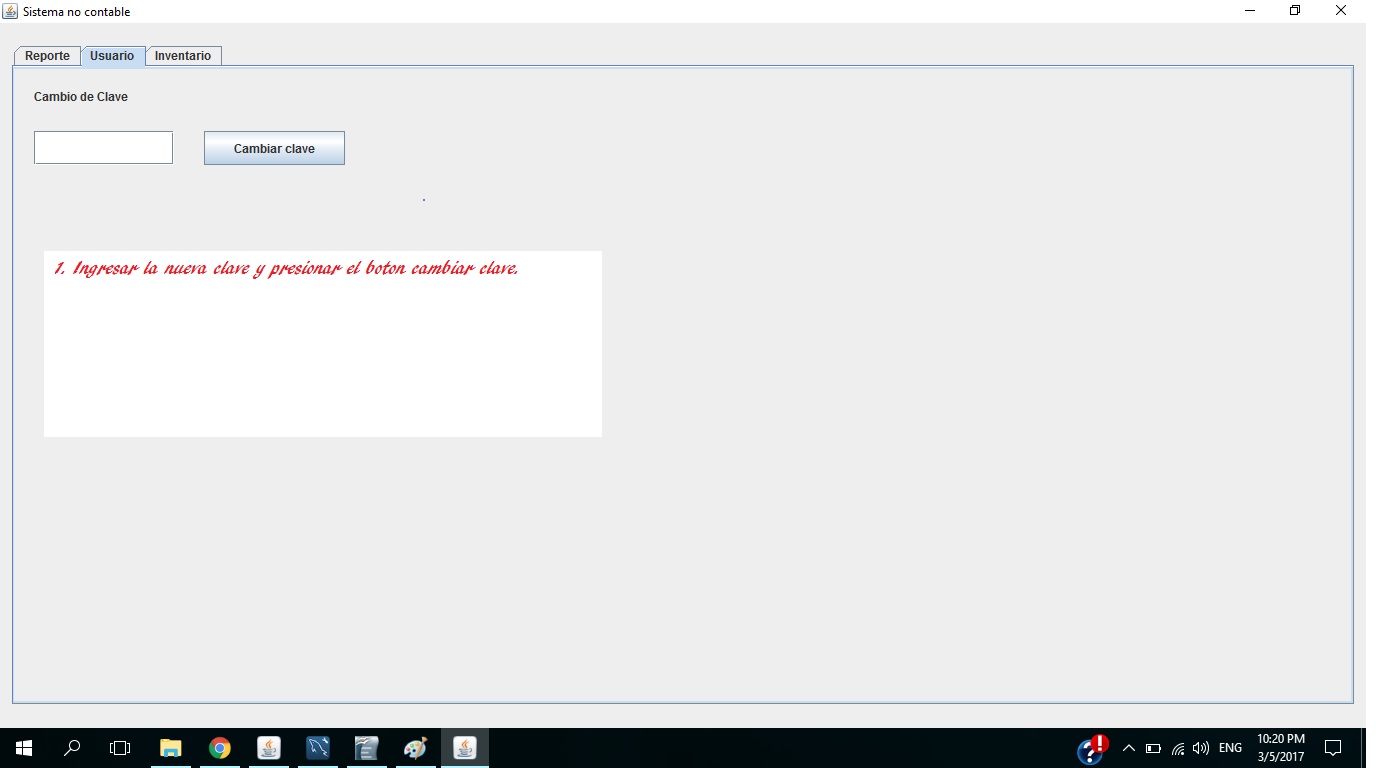 Sistema no contable
Reporte Usuario Inventario
Cambio de Clave
Cambiar clave
1. Ingresar la nueva clave y presionar el boton cambiar clave.
ENG
10:20 PM
3/5/2017